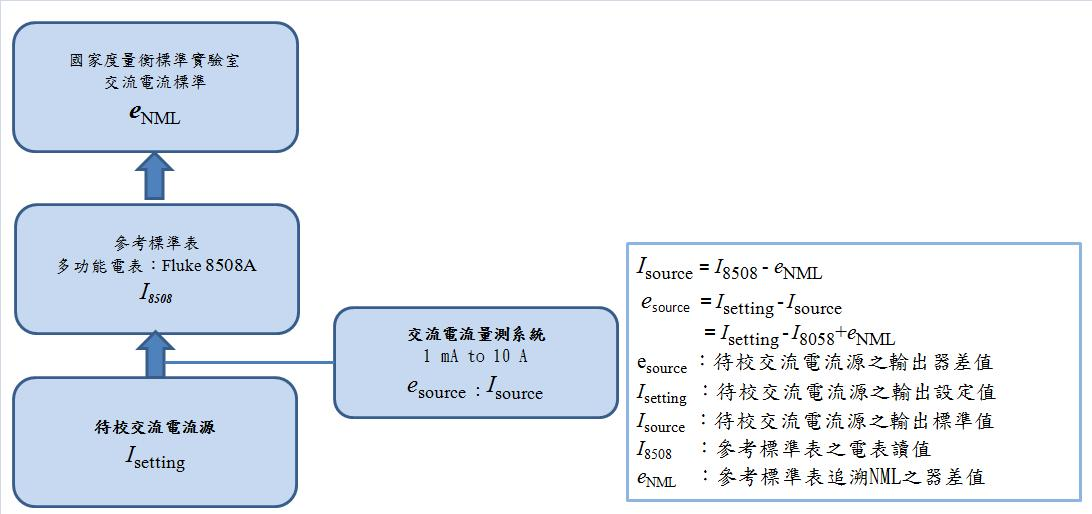 國家度量衡標準實驗室
交流電流標準
eNML
參考標準表
多功能電表：Fluke 8508A
I8508
交流電流量測系統
1 mA to 10 A
esource : Isource
待校交流電流源
Isetting
Isource = I8508 - eNML
esource = Isetting - Isource
= Isetting - I8058+eNML
esource ：待校交流電流源之輸出器差值
Isetting ：待校交流電流源之輸出設定值
Isource ：待校交流電流源之輸出標準值
I8508 ：參考標準表之電表讀值
eNML ：參考標準表追溯NML之器差值